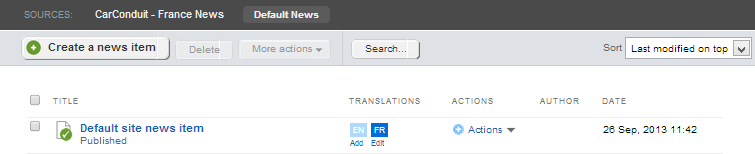 SOURCES: CarConduit - France News Default News
Create a news item Delete More actions Search... Sort Last modified on top
TITLE TRANSLATIONS ACTIONS AUTHOR DATE
Default site news item EN FR Actions 26 Sep, 2013 11:42
Published Add Edit